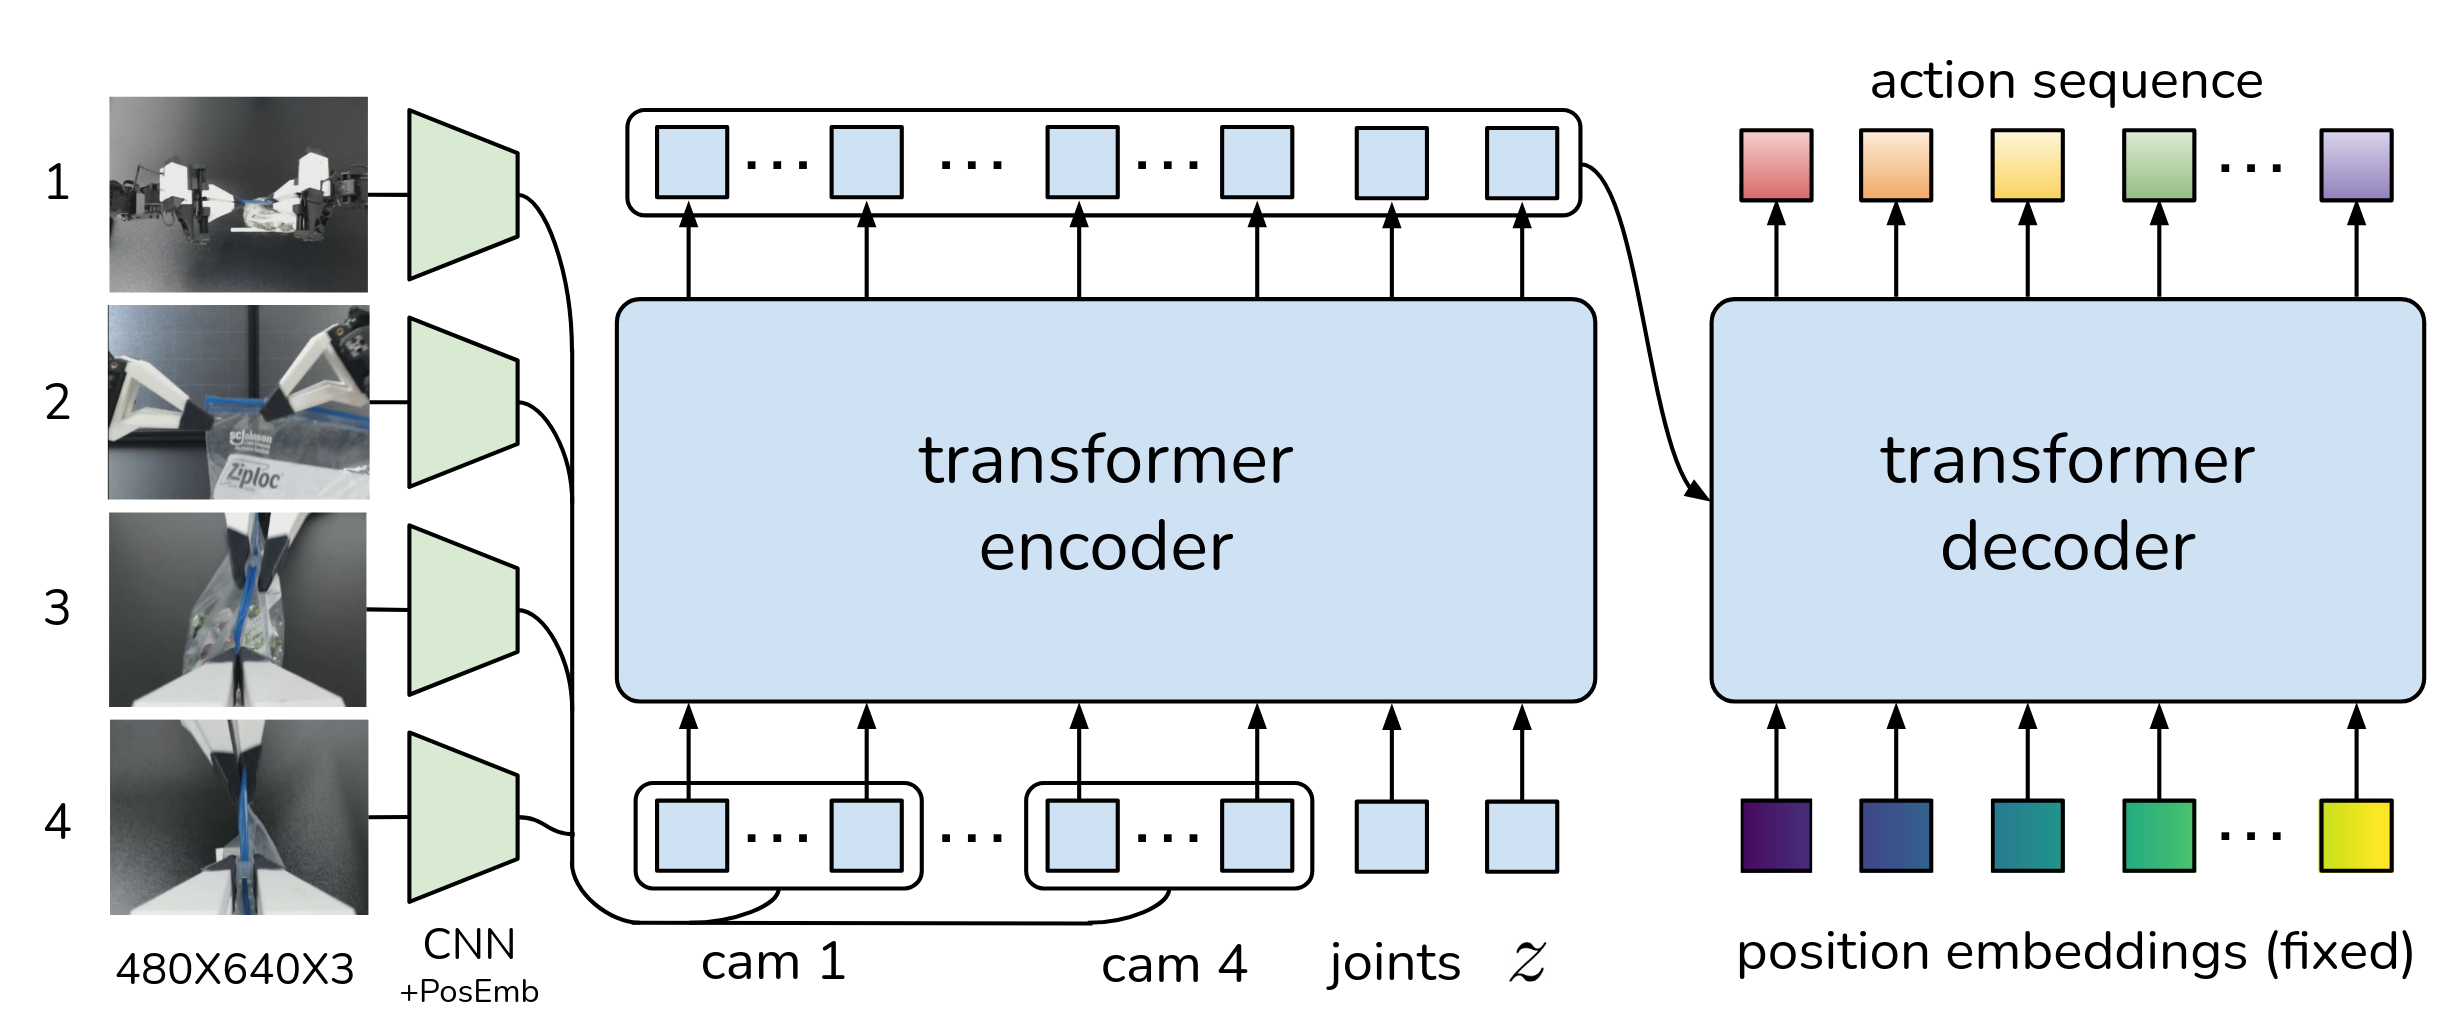 1
2
3
4
scJohnson
Ziploc
480X640X3
CNN
+PosEmb
transformer
encoder
cam 1
cam 4
joints
z
action sequence
transformer
decoder
position embeddings (fixed)